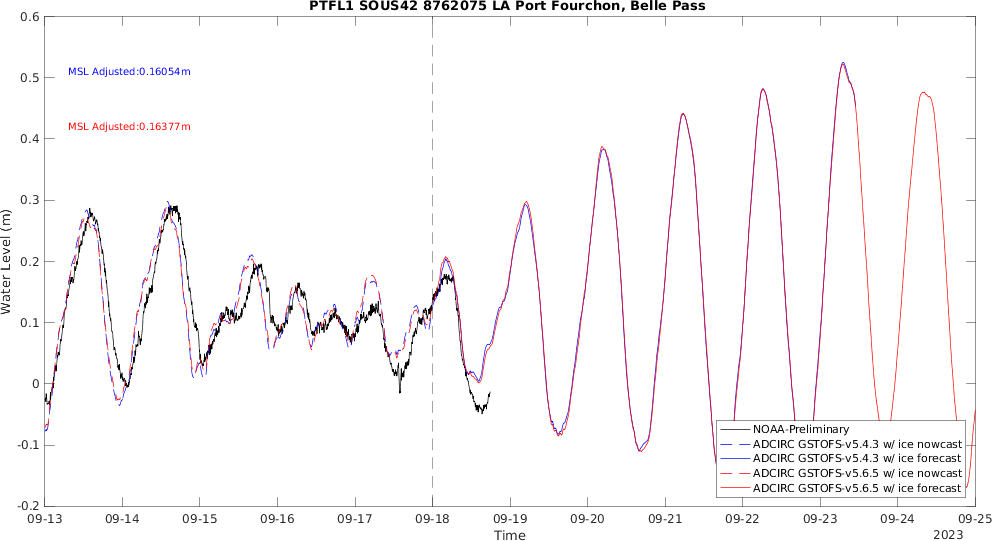 PTFL1 SOUS42 8762075 LA Port Fourchon, Belle Pass
0.6
0.5
0.4
0.3
0.2
0.1
0
-0.1
-0.2
Water Level (m)
MSL Adjusted:0.16054m
MSL Adjusted:0.16377m
NOAA-Preliminary
ADCIRC GSTOFS-v5.4.3 w/ ice nowcast
ADCIRC GSTOFS-v5.4.3 w/ ice forecast
ADCIRC GSTOFS-v5.6.5 w/ ice nowcast
ADCIRC GSTOFS-v5.6.5 w/ ice forecast
09-13 09-14 09-15 09-16 09-17 09-18 09-19 09-20 09-21 09-22 09-23 09-24 09-25
Time
2023